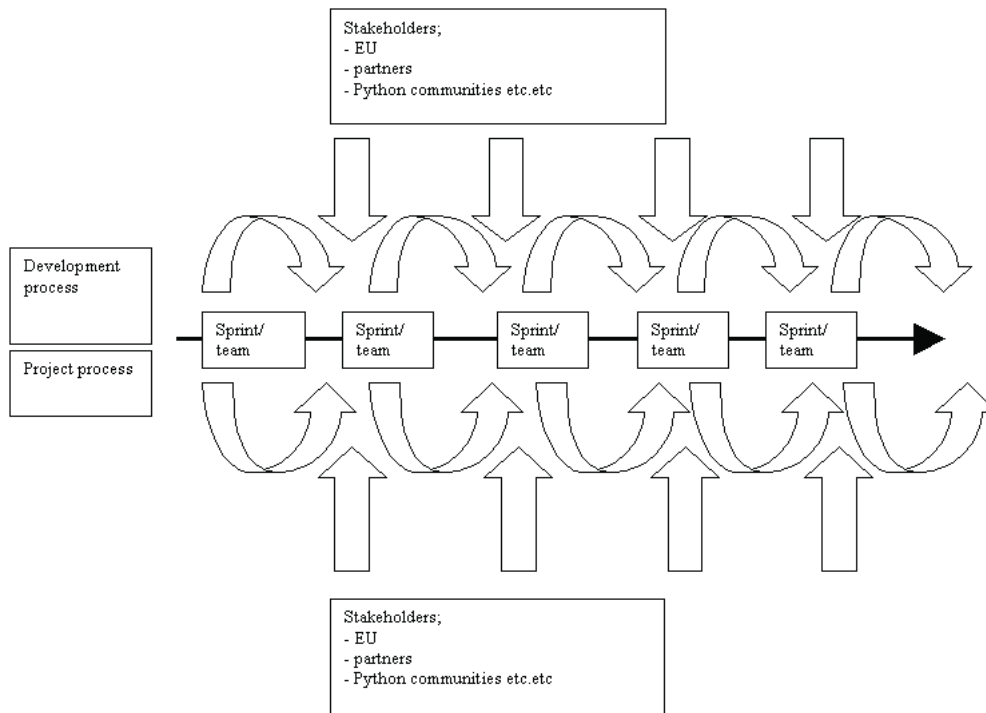 Stakeholders;
- EU
- partners
- Python communities etc.etc
Development
process
Project process
Sprint/
team
Sprint/
team
Sprint/
team
Sprint/
team
Sprint/
team
Stakeholders;
- EU
- partners
- Python communities etc.etc